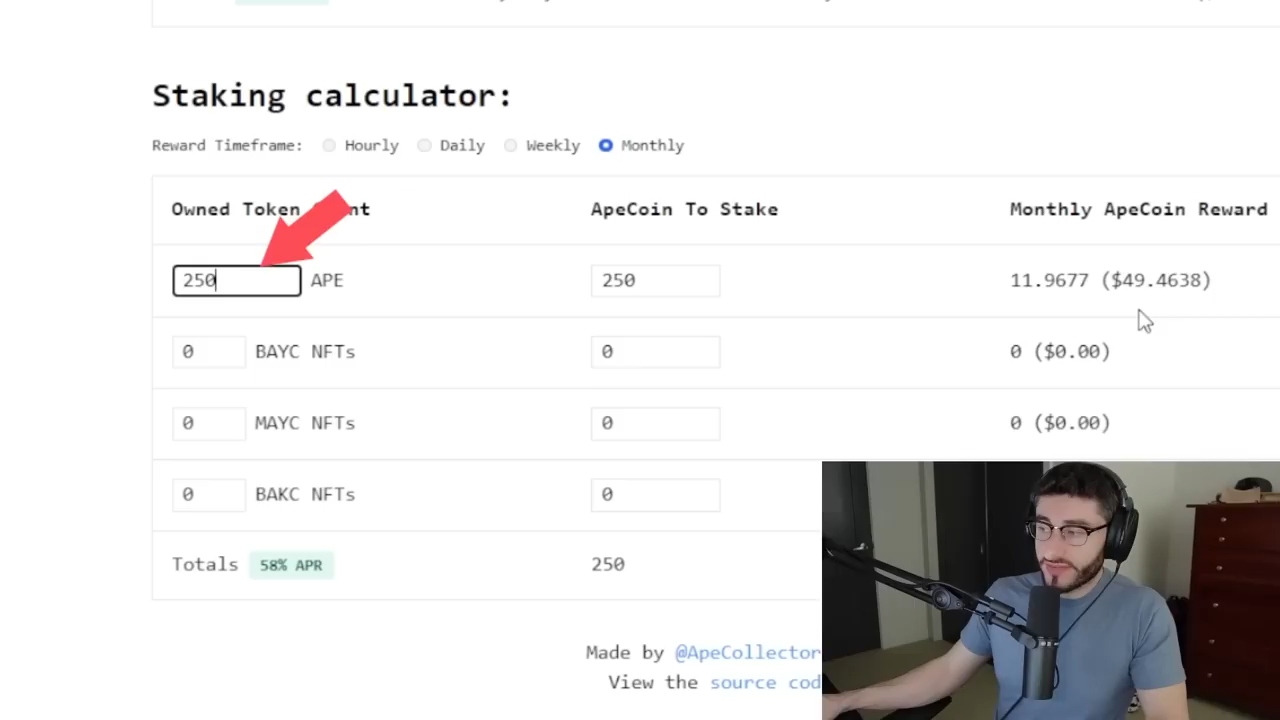 Staking calculator:
Reward Timeframe: Hourly Daily Weekly Monthly
Owned Token nt ApeCoin To Stake Monthly ApeCoin Reward
250 APE 250 11.9677 ($49.4638)
0 BAYC NFTs 0 0 ($0.00)
0 MAYC NFTs 0 0 ($0.00)
0 BAKC NFTs 0
Totals 58% APR 250
Made by @ApeCollector
View the source cod